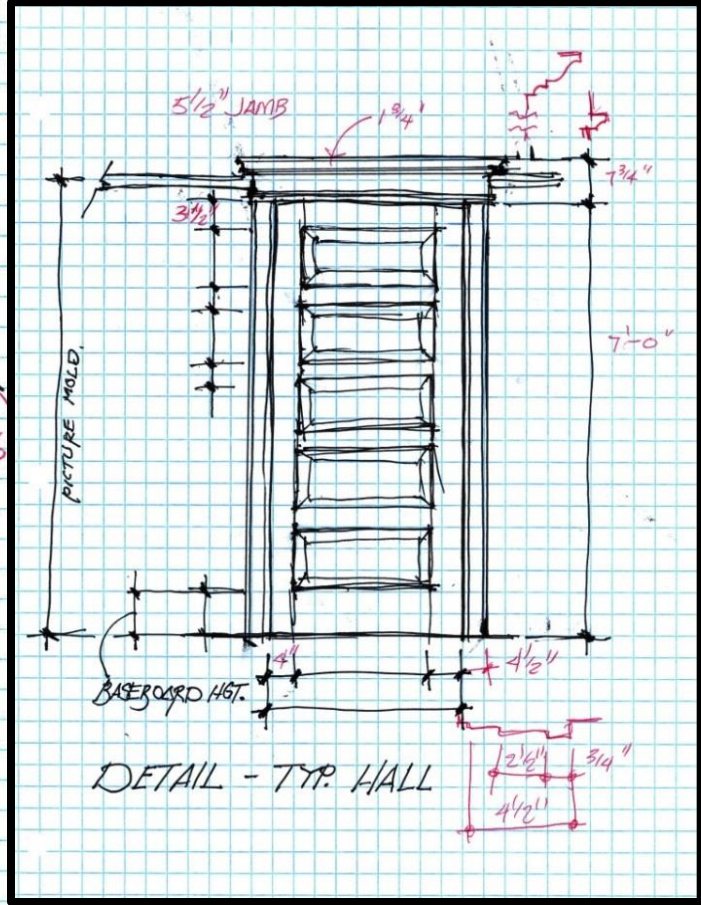 5 1/2" JAMB
1 3/4"
7 3/4"
3 1/2"
7'-0"
PICTURE MOLD.
4"
4 1/2"
BASEBOARD HGT.
DETAIL - TYP. HALL
2 1/2"
3/4"
4 1/2"